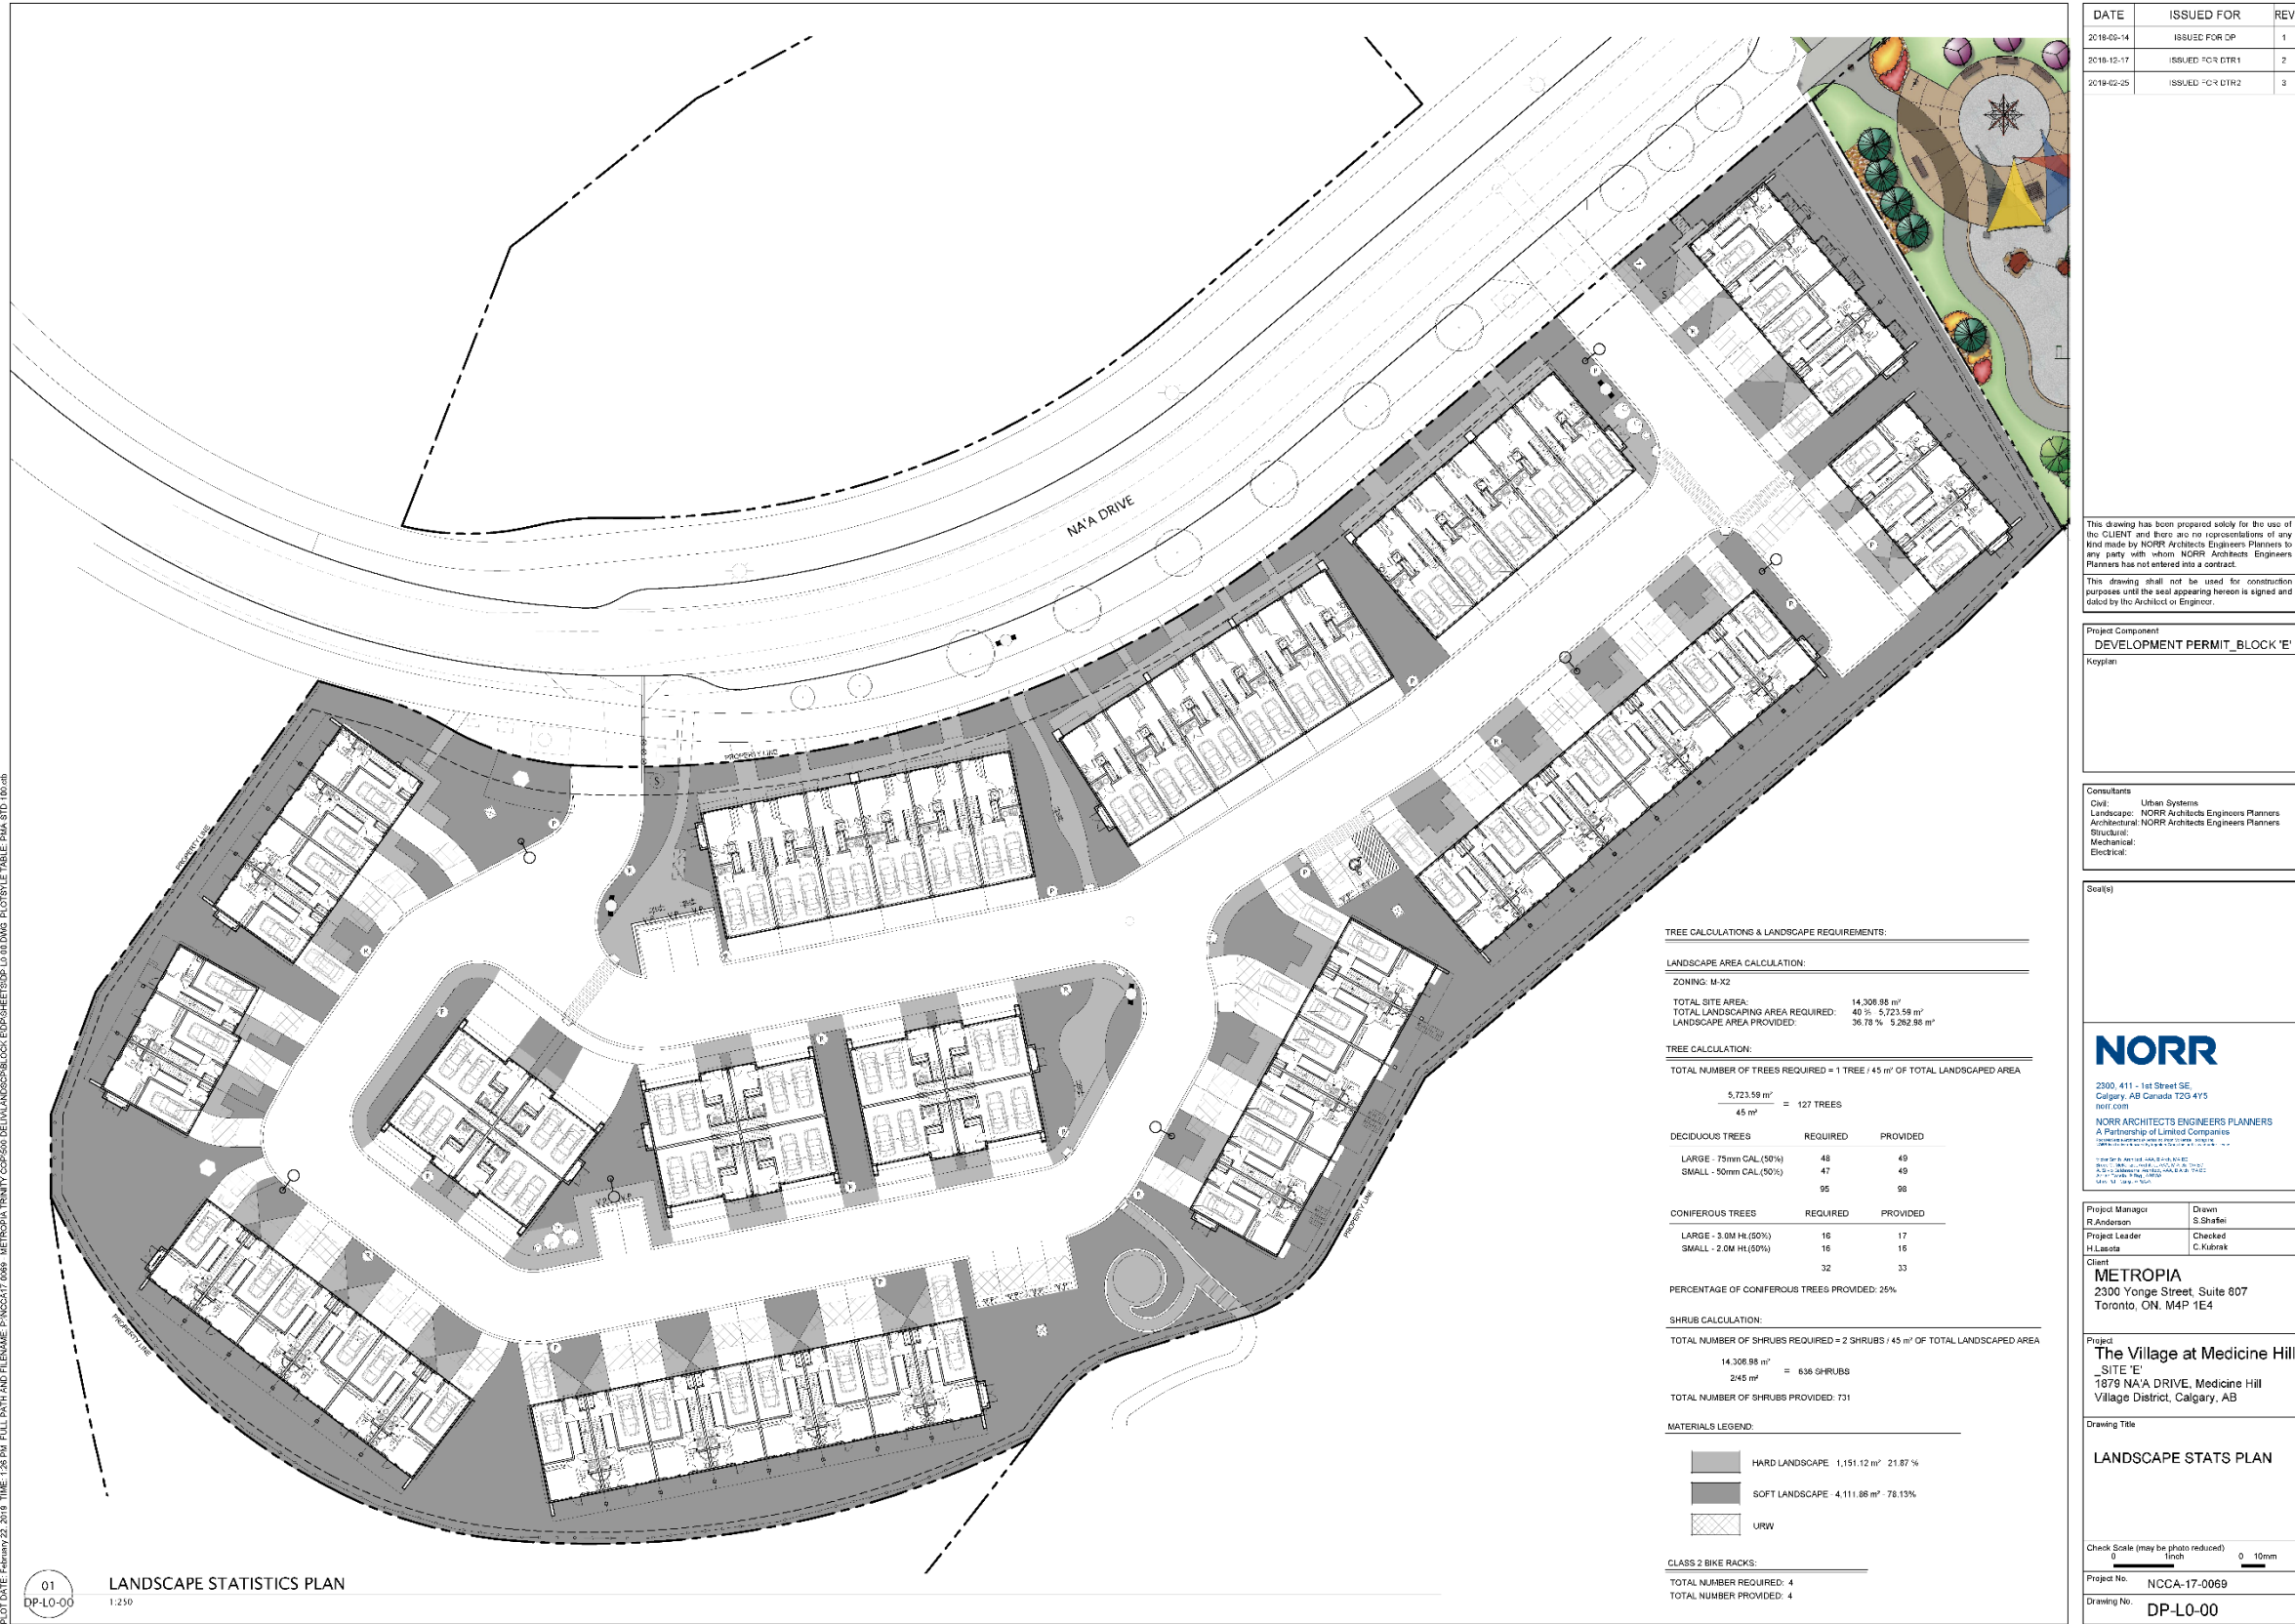 NA'A DRIVE
PROPERTY LINE
PROPERTY LINE
PROPERTY LINE
PROPERTY LINE
TREE CALCULATIONS & LANDSCAPE REQUIREMENTS:
LANDSCAPE AREA CALCULATION:
ZONING: M-X2
TOTAL SITE AREA: 14,308.98 m²
TOTAL LANDSCAPING AREA REQUIRED: 40 % 5,723.59 m²
LANDSCAPE AREA PROVIDED: 36.78 % 5,262.98 m²
TREE CALCULATION:
TOTAL NUMBER OF TREES REQUIRED = 1 TREE / 45 m² OF TOTAL LANDSCAPED AREA
5,723.59 m²
= 127 TREES
45 m²
DECIDUOUS TREES REQUIRED PROVIDED
LARGE - 75mm CAL.(50%) 48 49
SMALL - 50mm CAL.(50%) 47 49
95 98
CONIFEROUS TREES REQUIRED PROVIDED
LARGE - 3.0M Ht.(50%) 16 17
SMALL - 2.0M Ht.(50%) 16 16
32 33
PERCENTAGE OF CONIFEROUS TREES PROVIDED: 25%
SHRUB CALCULATION:
TOTAL NUMBER OF SHRUBS REQUIRED = 2 SHRUBS / 45 m² OF TOTAL LANDSCAPED AREA
14,308.98 m²
= 636 SHRUBS
2/45 m²
TOTAL NUMBER OF SHRUBS PROVIDED: 731
MATERIALS LEGEND:
HARD LANDSCAPE 1,151.12 m² 21.87 %
SOFT LANDSCAPE - 4,111.86 m² - 78.13%
URW
CLASS 2 BIKE RACKS:
TOTAL NUMBER REQUIRED: 4
TOTAL NUMBER PROVIDED: 4
01
DP-L0-00
LANDSCAPE STATISTICS PLAN
1:250
DATE ISSUED FOR REV
2018-09-14 ISSUED FOR DP 1
2018-12-17 ISSUED FOR DTR1 2
2019-02-25 ISSUED FOR DTR2 3
This drawing has been prepared solely for the use of
the CLIENT and there are no representations of any
kind made by NORR Architects Engineers Planners to
any party with whom NORR Architects Engineers
Planners has not entered into a contract.
This drawing shall not be used for construction
purposes until the seal appearing hereon is signed and
dated by the Architect or Engineer.
Project Component
DEVELOPMENT PERMIT_BLOCK 'E'
Keyplan
Consultants
Civil: Urban Systems
Landscape: NORR Architects Engineers Planners
Architectural: NORR Architects Engineers Planners
Structural:
Mechanical:
Electrical:
Seal(s)
NORR
2300, 411 - 1st Street SE,
Calgary, AB Canada T2G 4Y5
norr.com
NORR ARCHITECTS ENGINEERS PLANNERS
A Partnership of Limited Companies
Project Manager Drawn
R.Anderson S.Shafiei
Project Leader Checked
H.Lasota C.Kubrak
Client
METROPIA
2300 Yonge Street, Suite 807
Toronto, ON. M4P 1E4
Project
The Village at Medicine Hill
_SITE 'E'
1879 NA'A DRIVE, Medicine Hill
Village District, Calgary, AB
Drawing Title
LANDSCAPE STATS PLAN
Check Scale (may be photo reduced)
0 1inch 0 10mm
Project No. NCCA-17-0069
Drawing No. DP-L0-00